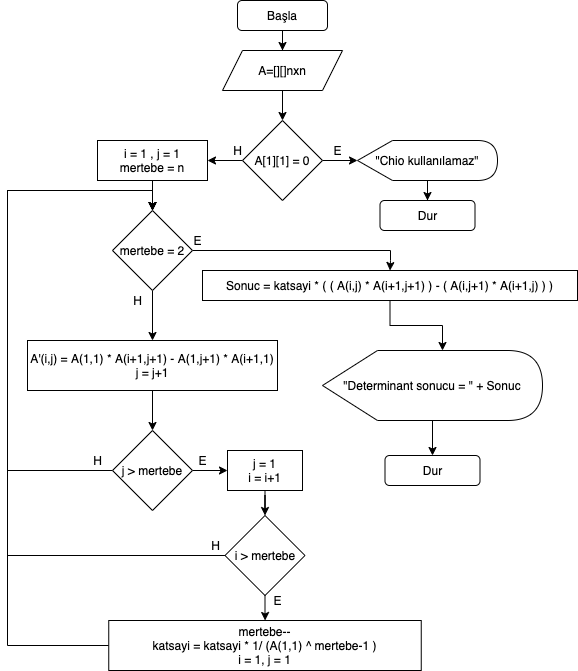 Başla
A=[][]nxn
A[1][1] = 0
H
E
i = 1 , j = 1
mertebe = n
"Chio kullanılamaz"
Dur
mertebe = 2
E
H
Sonuc = katsayi * ( ( A(i,j) * A(i+1,j+1) ) - ( A(i,j+1) * A(i+1,j) ) )
A'(i,j) = A(1,1) * A(i+1,j+1) - A(1,j+1) * A(i+1,1)
j = j+1
"Determinant sonucu = " + Sonuc
Dur
H
j > mertebe
E
j = 1
i = i+1
H
i > mertebe
E
mertebe--
katsayi = katsayi * 1/ (A(1,1) ^ mertebe-1 )
i = 1, j = 1